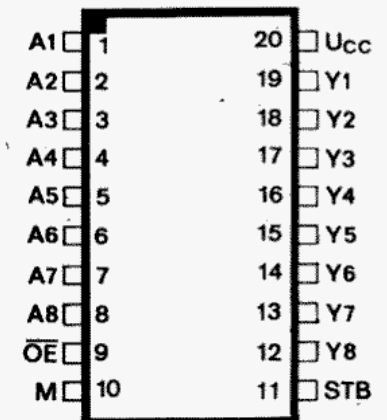 A1 1 20 UCC
A2 2 19 Y1
A3 3 18 Y2
A4 4 17 Y3
A5 5 16 Y4
A6 6 15 Y5
A7 7 14 Y6
A8 8 13 Y7
O̅E̅ 9 12 Y8
M 10 11 STB